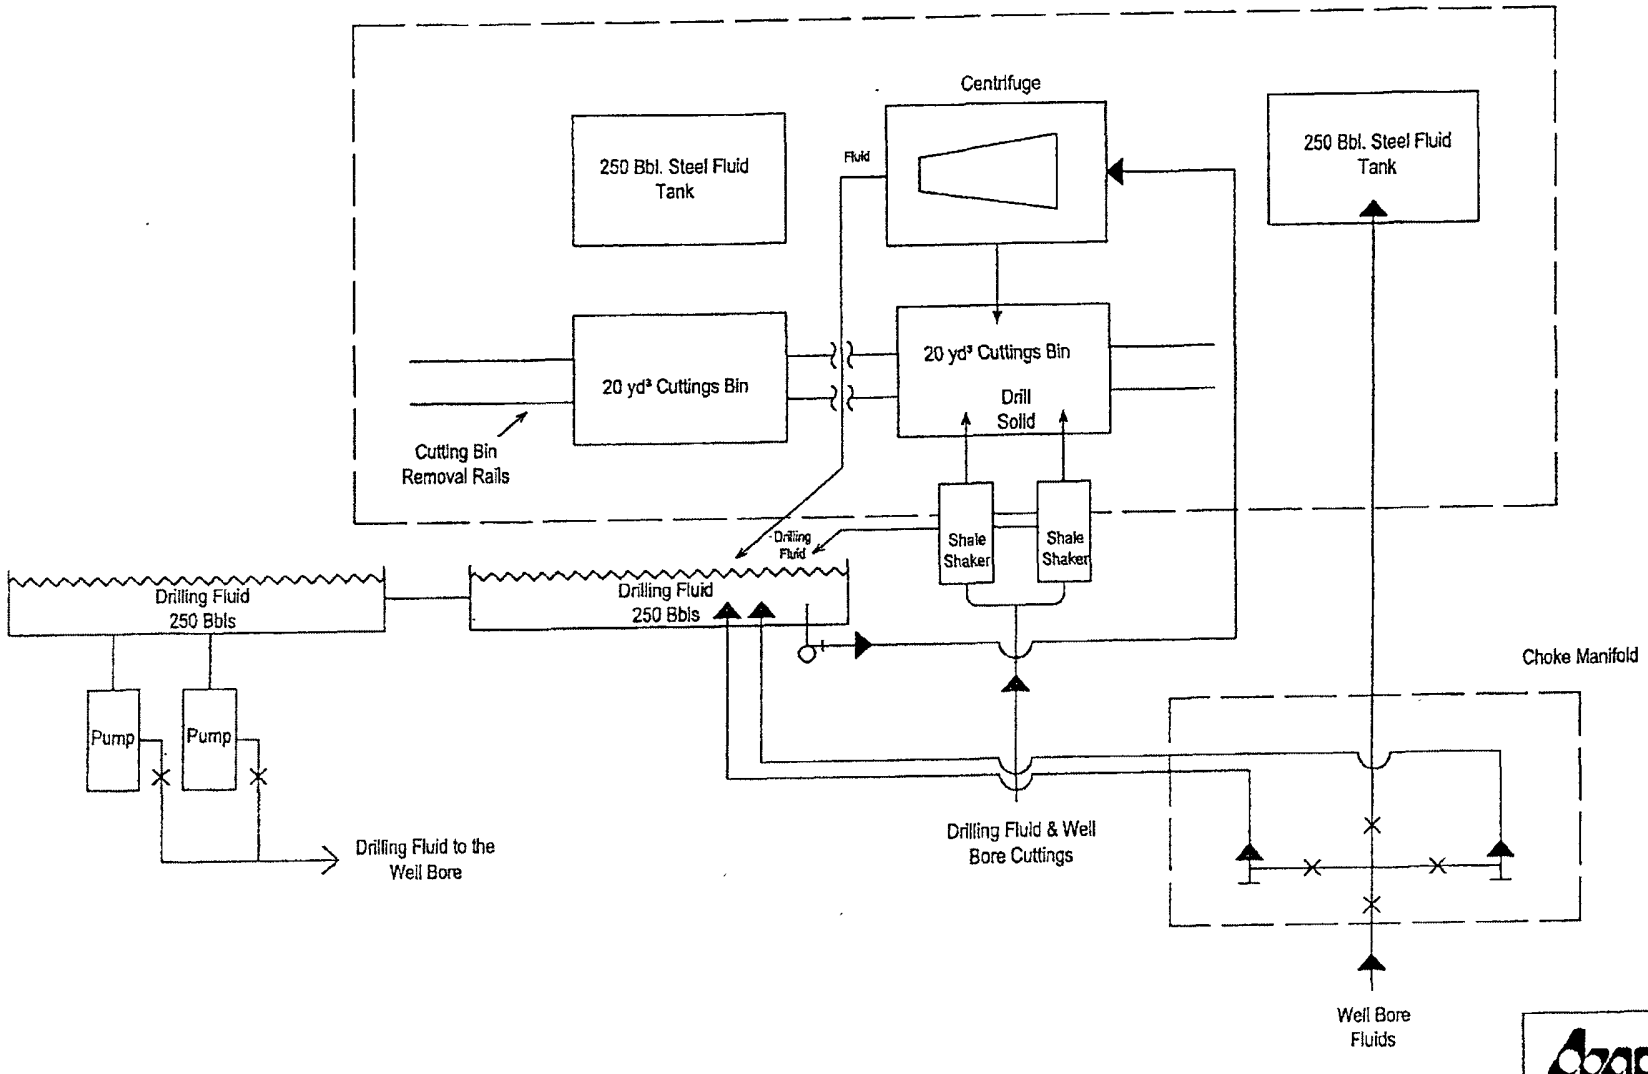 Centrifuge
250 Bbl. Steel Fluid
Tank
Fluid
250 Bbl. Steel Fluid
Tank
20 yd³ Cuttings Bin
20 yd³ Cuttings Bin
Drill
Solid
Cutting Bin
Removal Rails
Shale
Shaker
Shale
Shaker
Drilling
Fluid
Drilling Fluid
250 Bbls
Drilling Fluid
250 Bbls
Choke Manifold
Pump
Pump
Drilling Fluid to the
Well Bore
Drilling Fluid & Well
Bore Cuttings
Well Bore
Fluids